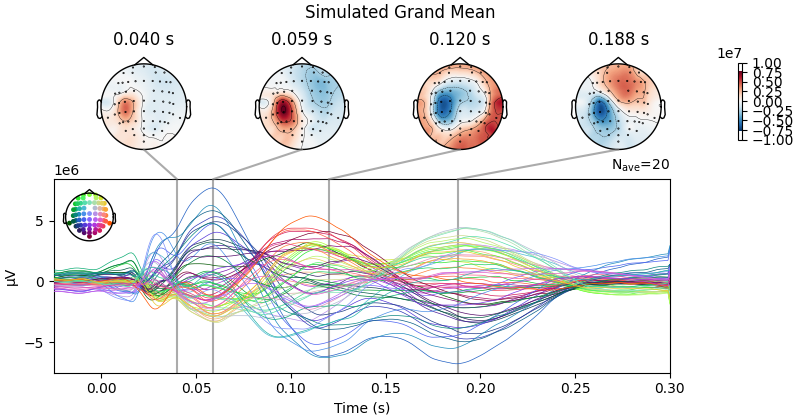 Simulated Grand Mean
0.040 s
0.059 s
0.120 s
0.188 s
1e7
1.00
0.75
0.50
0.25
0.00
−0.25
−0.50
−0.75
−1.00
Nave=20
1e6
5
0
−5
µV
0.00
0.05
0.10
0.15
0.20
0.25
0.30
Time (s)